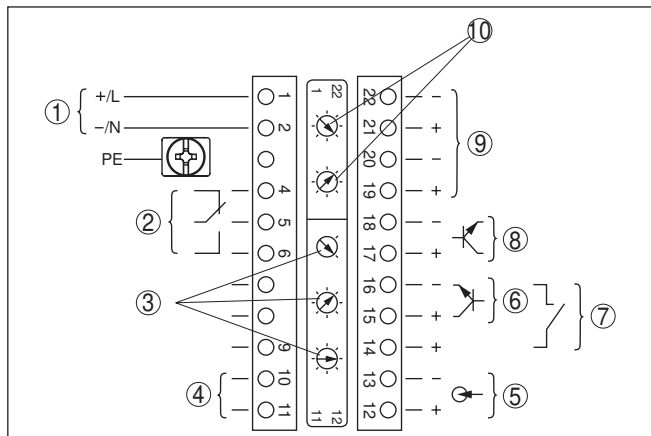 ⑩
1 22
+/L 1 22 −
① −/N 2 21 + ⑨
PE 20 −
4 19 +
② 5 18 − ⑧
6 17 +
16 − ⑥
③ 15 + ⑦
9 14 +
④ 10 13 − ⑤
11 12 +
11 12